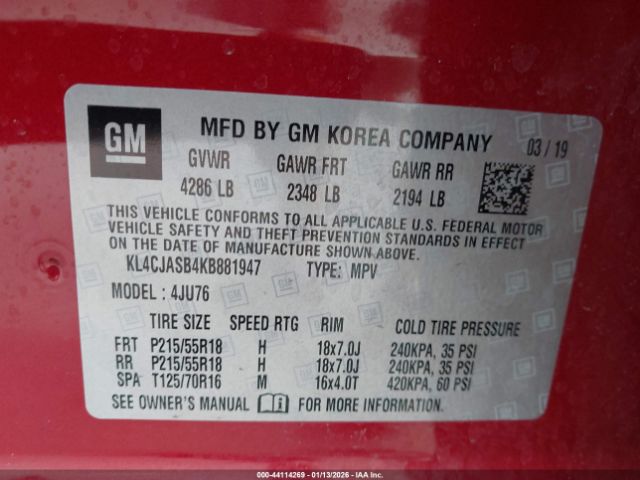 GM
MFD BY GM KOREA COMPANY 03 / 19
GVWR GAWR FRT GAWR RR
4286 LB 2348 LB 2194 LB
THIS VEHICLE CONFORMS TO ALL APPLICABLE U.S. FEDERAL MOTOR
VEHICLE SAFETY AND THEFT PREVENTION STANDARDS IN EFFECT
ON THE DATE OF MANUFACTURE SHOWN ABOVE.
KL4CJASB4KB881947 TYPE: MPV
MODEL : 4JU76
TIRE SIZE SPEED RTG RIM COLD TIRE PRESSURE
FRT P215/55R18 H 18x7.0J 240KPA, 35 PSI
RR P215/55R18 H 18x7.0J 240KPA, 35 PSI
SPA T125/70R16 M 16x4.0T 420KPA, 60 PSI
SEE OWNER'S MANUAL FOR MORE INFORMATION.
000-44114269 | 01/13/2026 - IAA Inc.